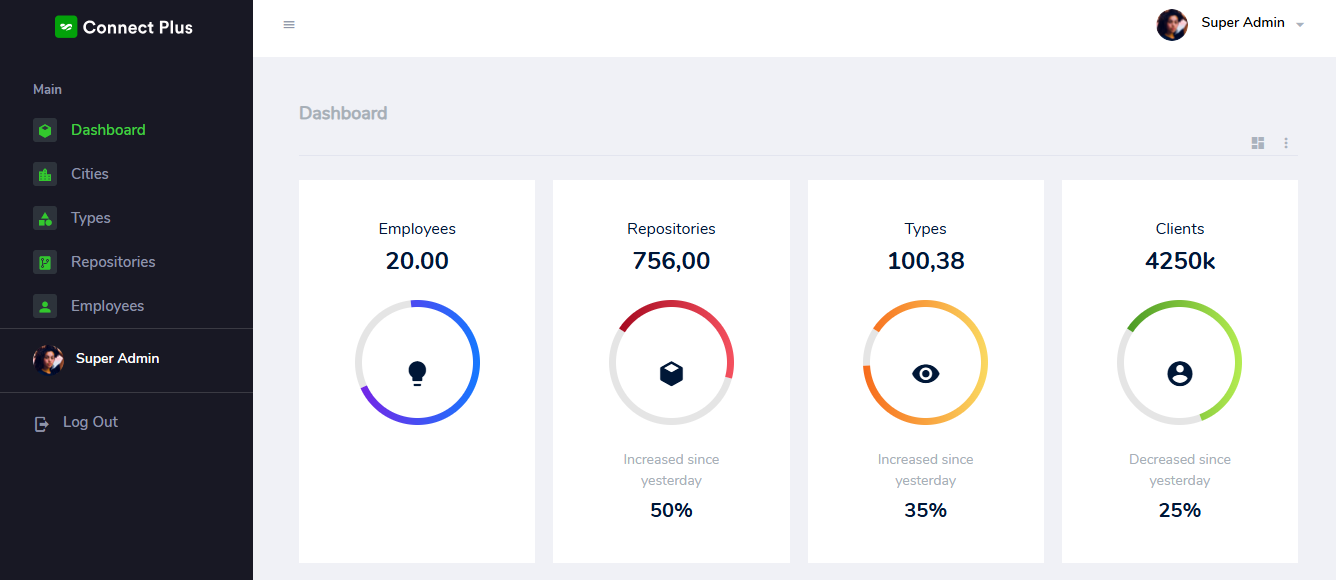 Connect Plus
Super Admin
Main
Dashboard
Cities
Types
Repositories
Employees
Super Admin
Log Out
Dashboard
Employees
20.00
Repositories
756,00
Increased since
yesterday
50%
Types
100,38
Increased since
yesterday
35%
Clients
4250k
Decreased since
yesterday
25%